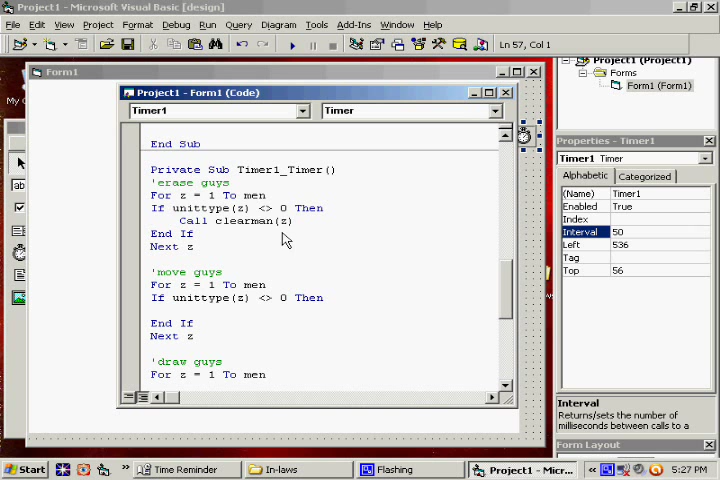 Project1 - Microsoft Visual Basic [design]
File Edit View Project Format Debug Run Query Diagram Tools Add-Ins Window Help
Ln 57, Col 1
Form1
Project1 - Form1 (Code)
Timer1 Timer
End Sub
Private Sub Timer1_Timer()
'erase guys
For z = 1 To men
If unittype(z) <> 0 Then
Call clearman(z)
End If
Next z
'move guys
For z = 1 To men
If unittype(z) <> 0 Then
End If
Next z
'draw guys
For z = 1 To men
My
ab
Project1 (Project1)
Forms
Form1 (Form1)
Properties - Timer1
Timer1 Timer
Alphabetic Categorized
(Name) Timer1
Enabled True
Index
Interval 50
Left 536
Tag
Top 56
Interval
Returns/sets the number of
milliseconds between calls to a
Form Layout
Start » Time Reminder In-laws Flashing Project1 - Micr... « 5:27 PM